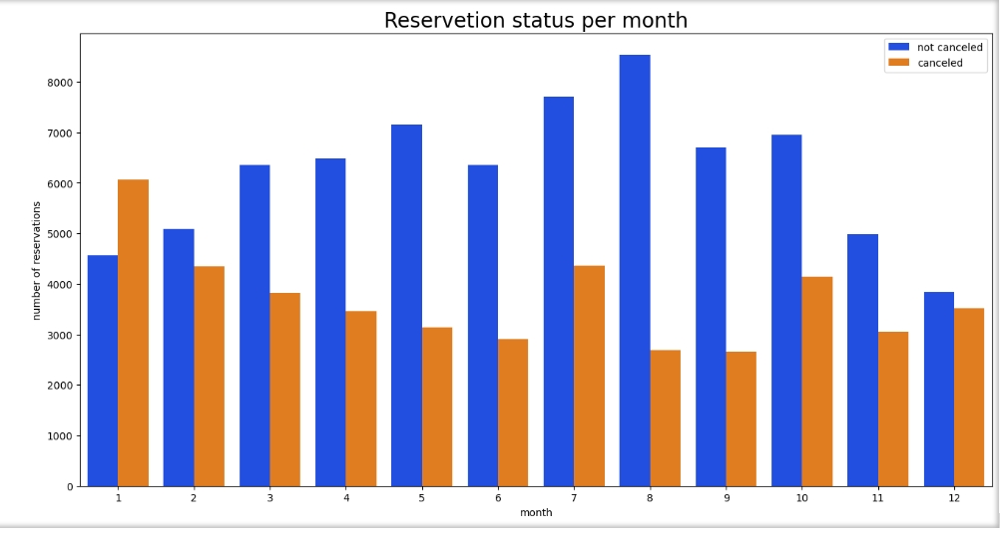 Reservetion status per month
not canceled
canceled
8000
7000
6000
5000
4000
3000
2000
1000
0
number of reservations
1 2 3 4 5 6 7 8 9 10 11 12
month